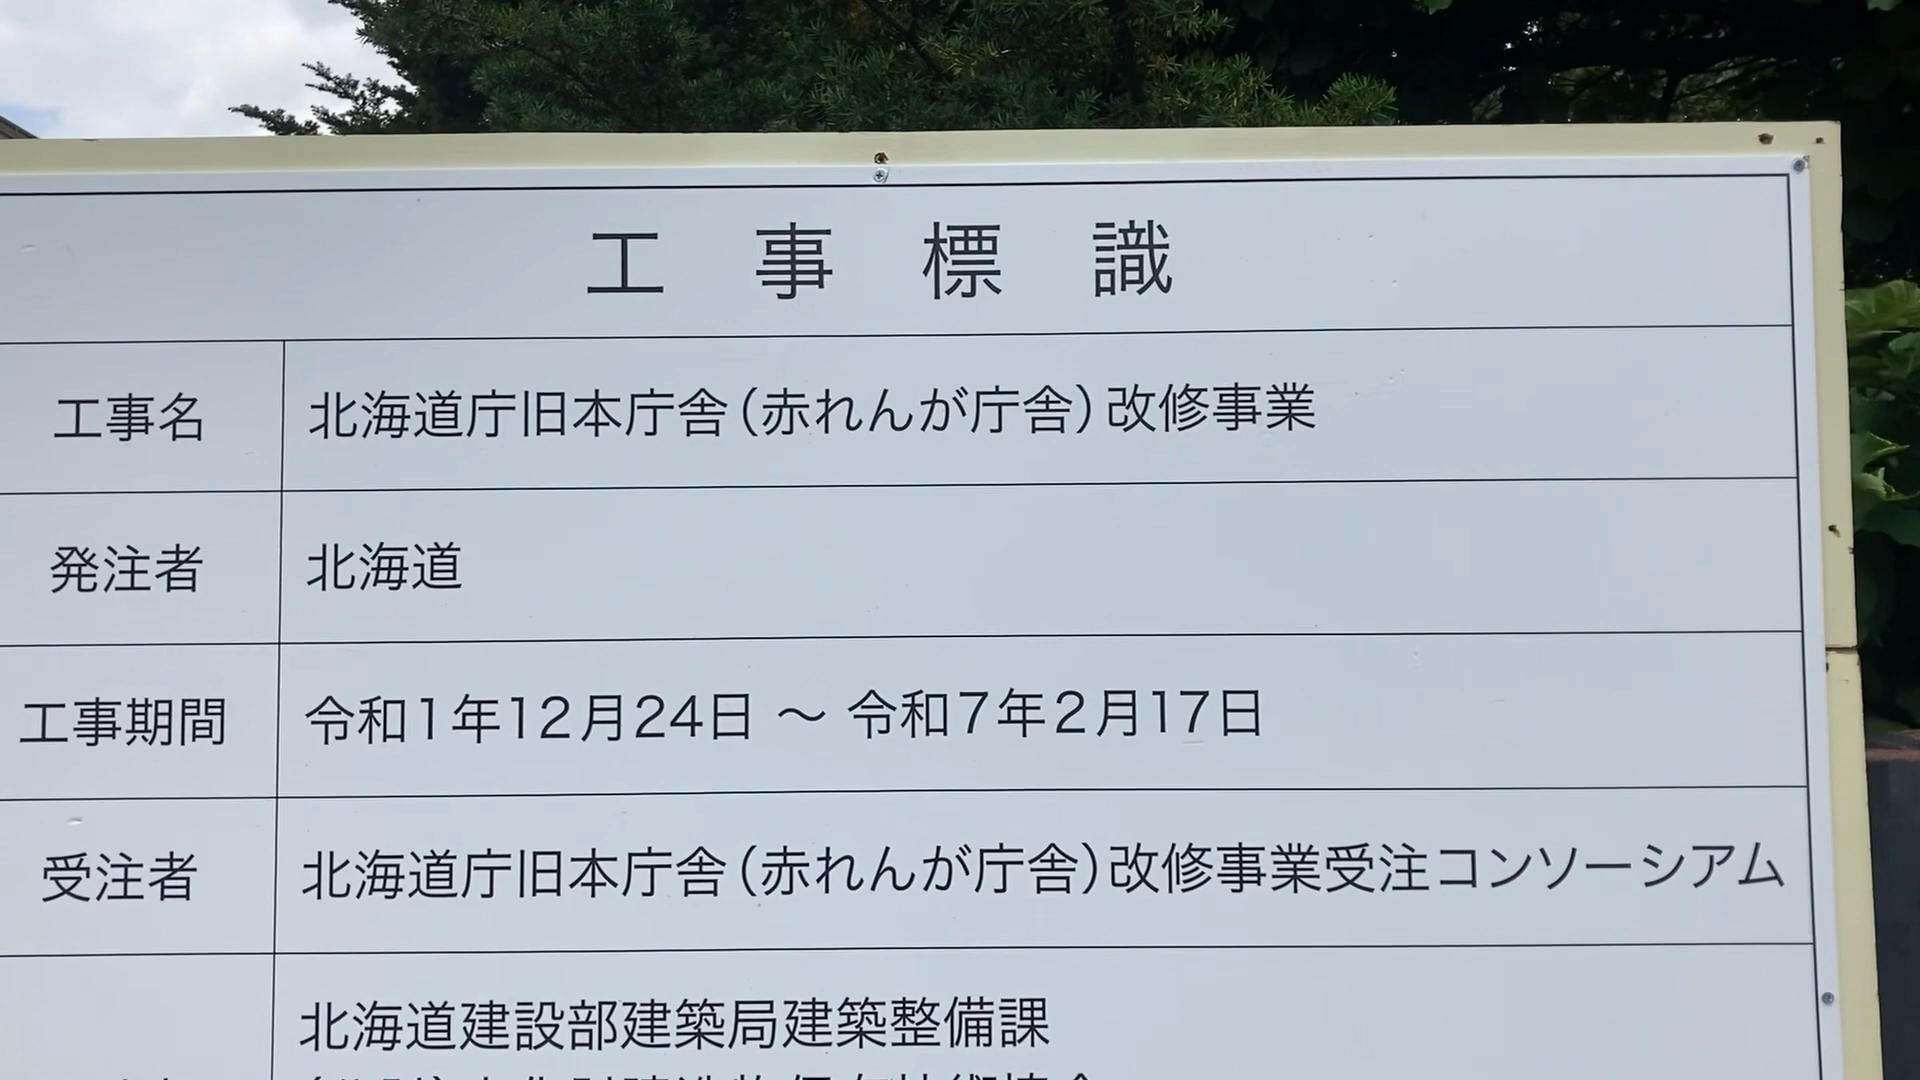 工事標識
工事名 北海道庁旧本庁舎(赤れんが庁舎)改修事業
発注者 北海道
工事期間 令和1年12月24日 ～ 令和7年2月17日
受注者 北海道庁旧本庁舎(赤れんが庁舎)改修事業受注コンソーシアム
北海道建設部建築局建築整備課